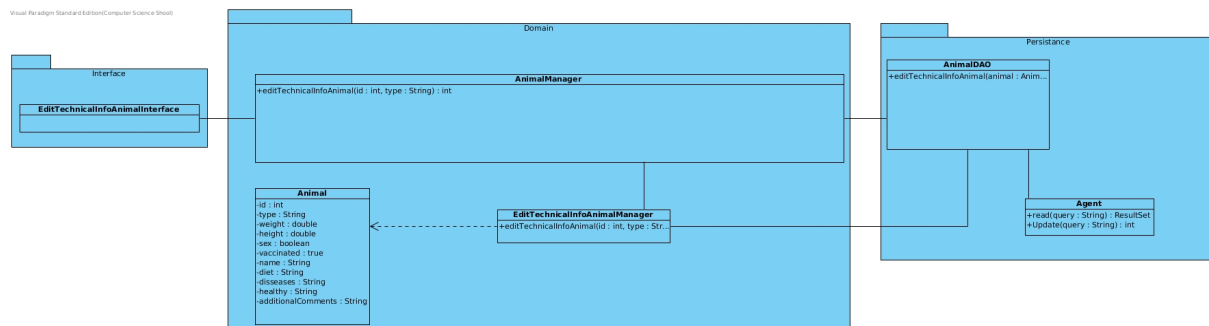 Visual Paradigm Standard Edition(Computer Science Shool)
Domain
Persistance
Interface
AnimalDAO
+editTechnicalInfoAnimal(animal : Anim...
AnimalManager
+editTechnicalInfoAnimal(id : int, type : String) : int
EditTechnicalInfoAnimalInterface
Animal
-id : int
-type : String
-weight : double
-height : double
-sex : boolean
-vaccinated : true
-name : String
-diet : String
-disseases : String
-healthy : String
-additionalComments : String
EditTechnicalInfoAnimalManager
+editTechnicalInfoAnimal(id : int, type : Str...
Agent
+read(query : String) : ResultSet
+Update(query : String) : int